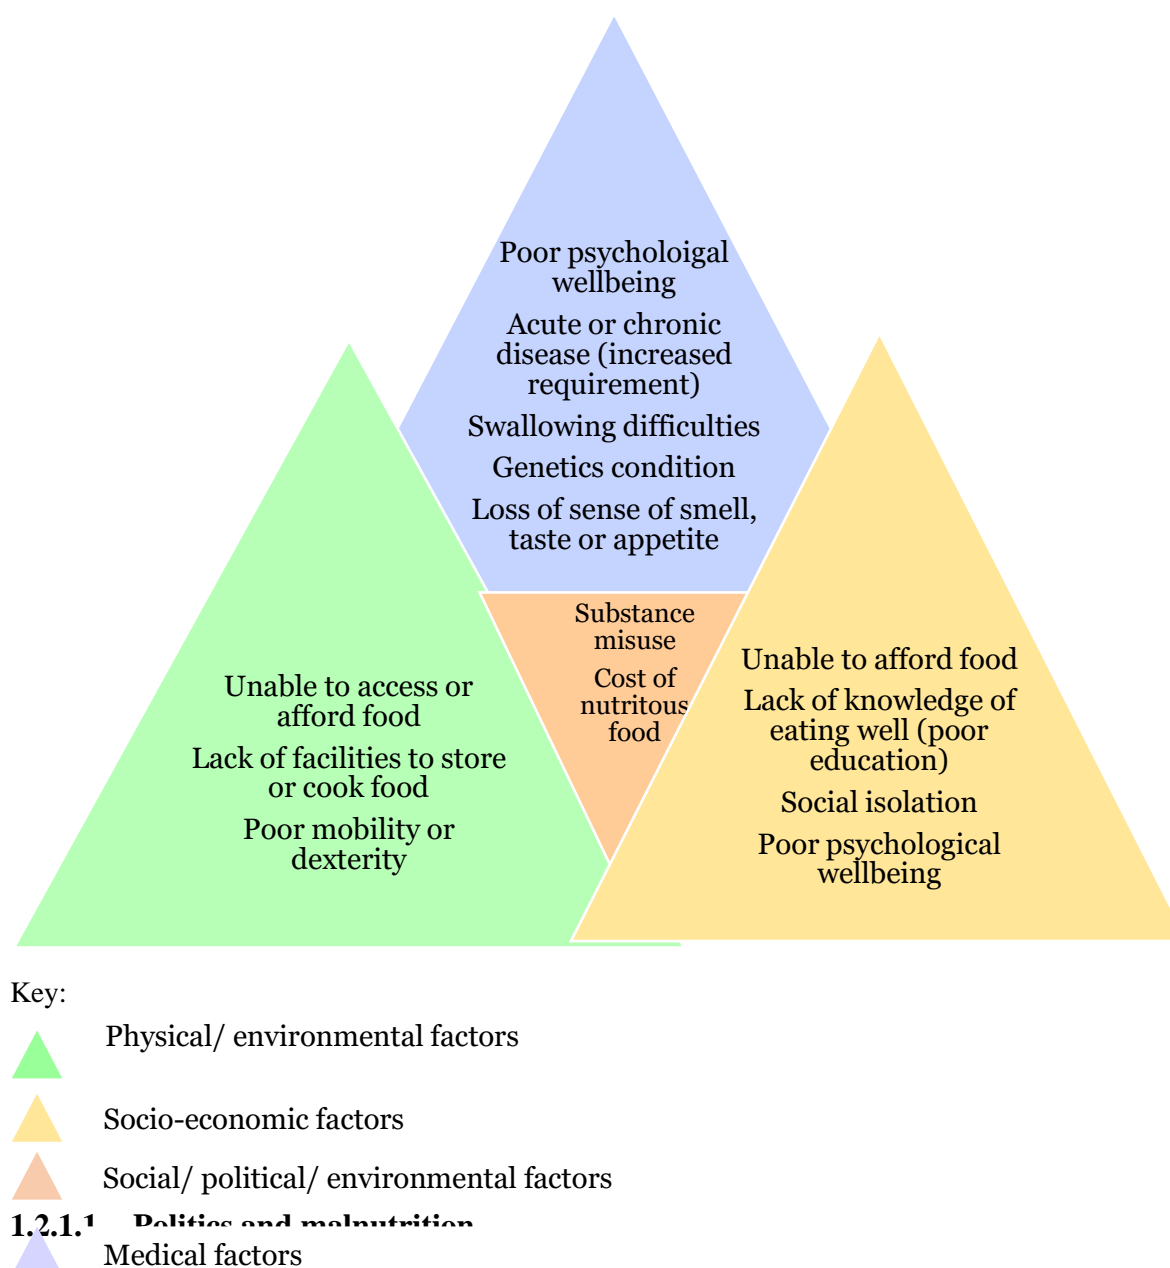 Poor psycholoigal
wellbeing
Acute or chronic
disease (increased
requirement)
Swallowing difficulties
Genetics condition
Loss of sense of smell,
taste or appetite
Substance
misuse
Cost of
nutritous
food
Unable to access or
afford food
Lack of facilities to store
or cook food
Poor mobility or
dexterity
Unable to afford food
Lack of knowledge of
eating well (poor
education)
Social isolation
Poor psychological
wellbeing
Key:
Physical/ environmental factors
Socio-economic factors
Social/ political/ environmental factors
1.2.1.1 Politics and malnutrition
Medical factors